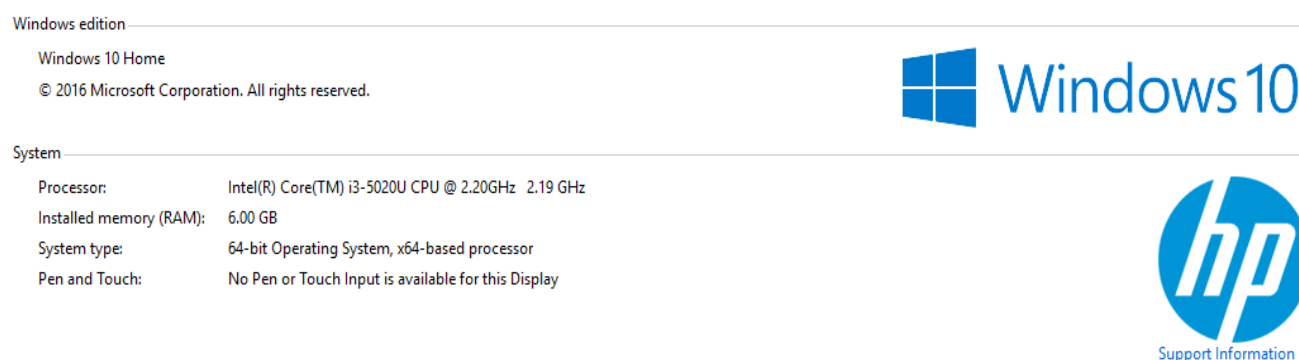 Windows edition
Windows 10 Home
© 2016 Microsoft Corporation. All rights reserved.
Windows 10
System
Processor: Intel(R) Core(TM) i3-5020U CPU @ 2.20GHz 2.19 GHz
Installed memory (RAM): 6.00 GB
System type: 64-bit Operating System, x64-based processor
Pen and Touch: No Pen or Touch Input is available for this Display
hp
Support Information